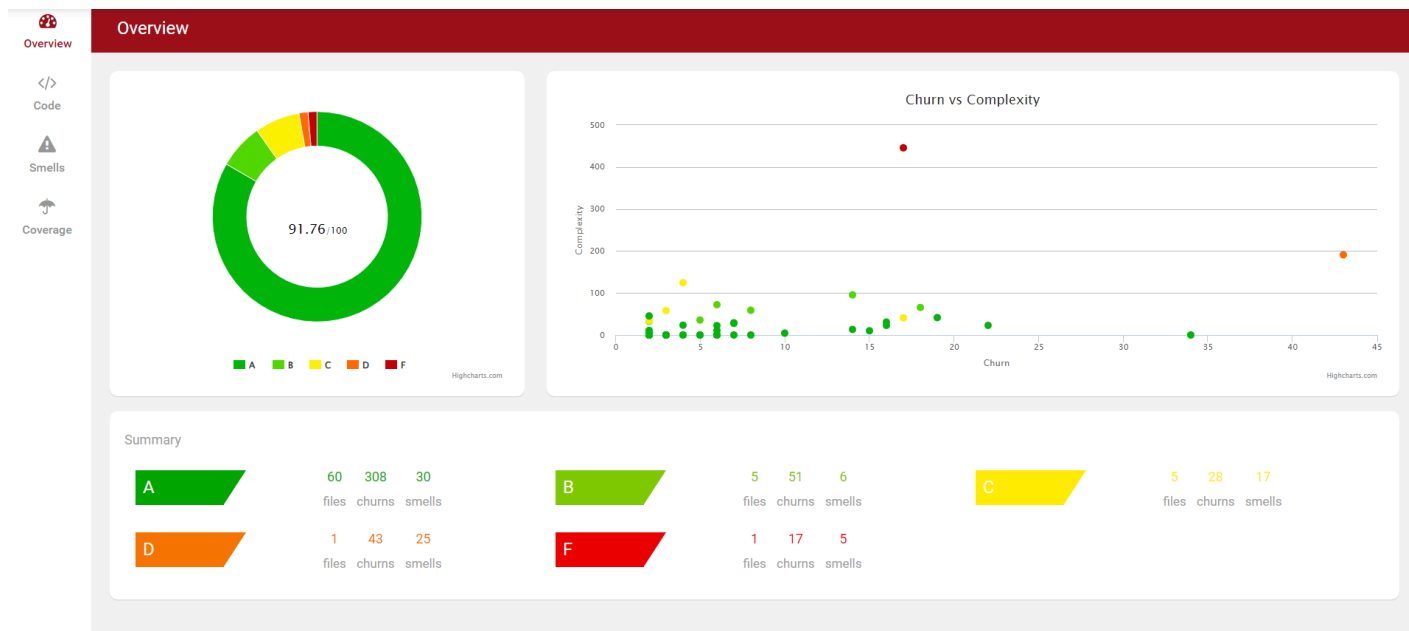 Overview
Overview
</>
Code
Smells
Coverage
91.76/100
A B C D F
Highcharts.com
Churn vs Complexity
500
400
300
200
100
0
Complexity
0 5 10 15 20 25 30 35 40 45
Churn
Highcharts.com
Summary
A
60 308 30
files churns smells
B
5 51 6
files churns smells
C
5 28 17
files churns smells
D
1 43 25
files churns smells
F
1 17 5
files churns smells